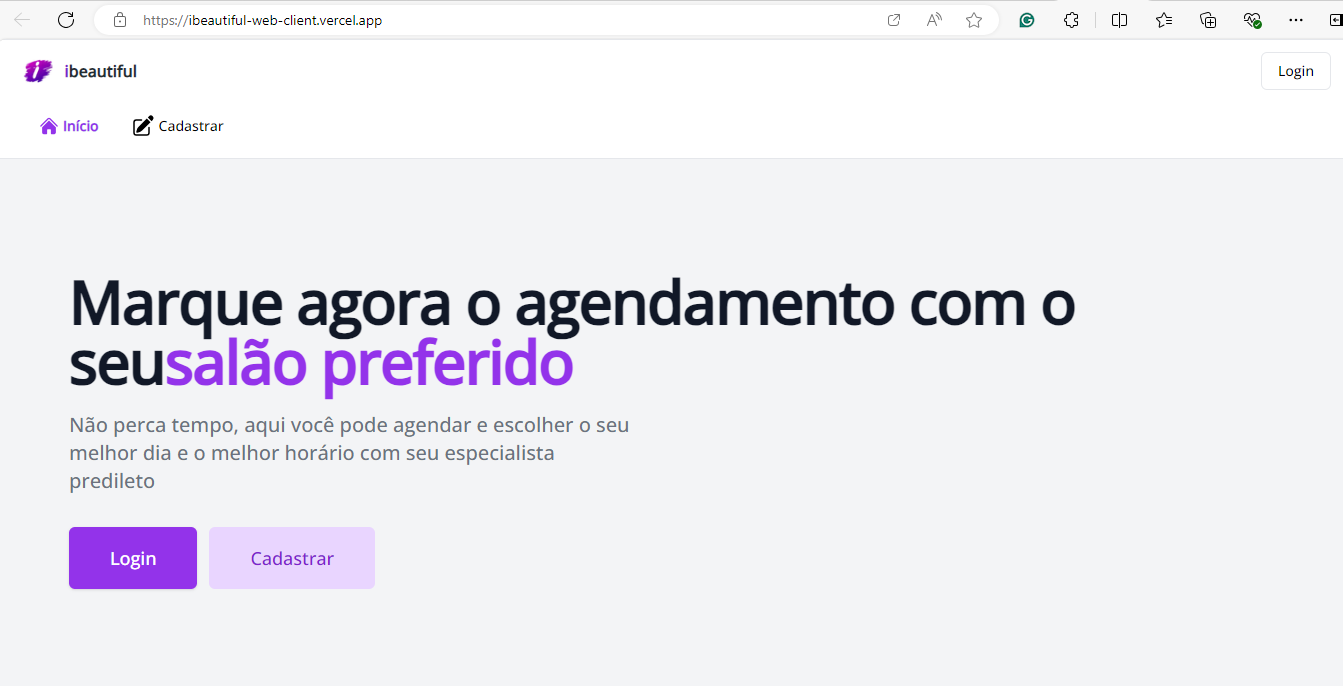 https://ibeautiful-web-client.vercel.app
ibeautiful
Login
Início
Cadastrar
Marque agora o agendamento com o
seusalão preferido
Não perca tempo, aqui você pode agendar e escolher o seu
melhor dia e o melhor horário com seu especialista
predileto
Login
Cadastrar